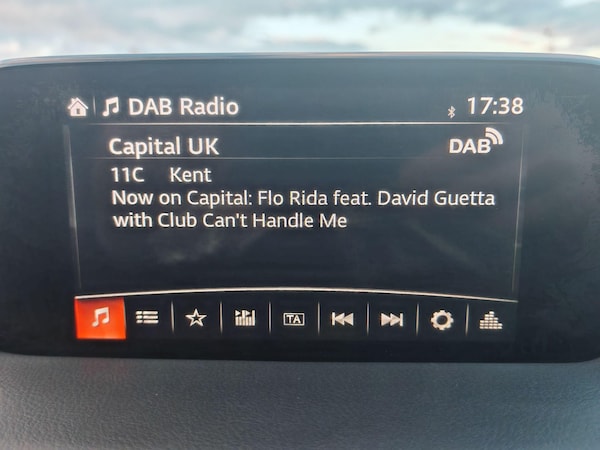 DAB Radio 17:38
Capital UK DAB
11C Kent
Now on Capital: Flo Rida feat. David Guetta
with Club Can't Handle Me
TA